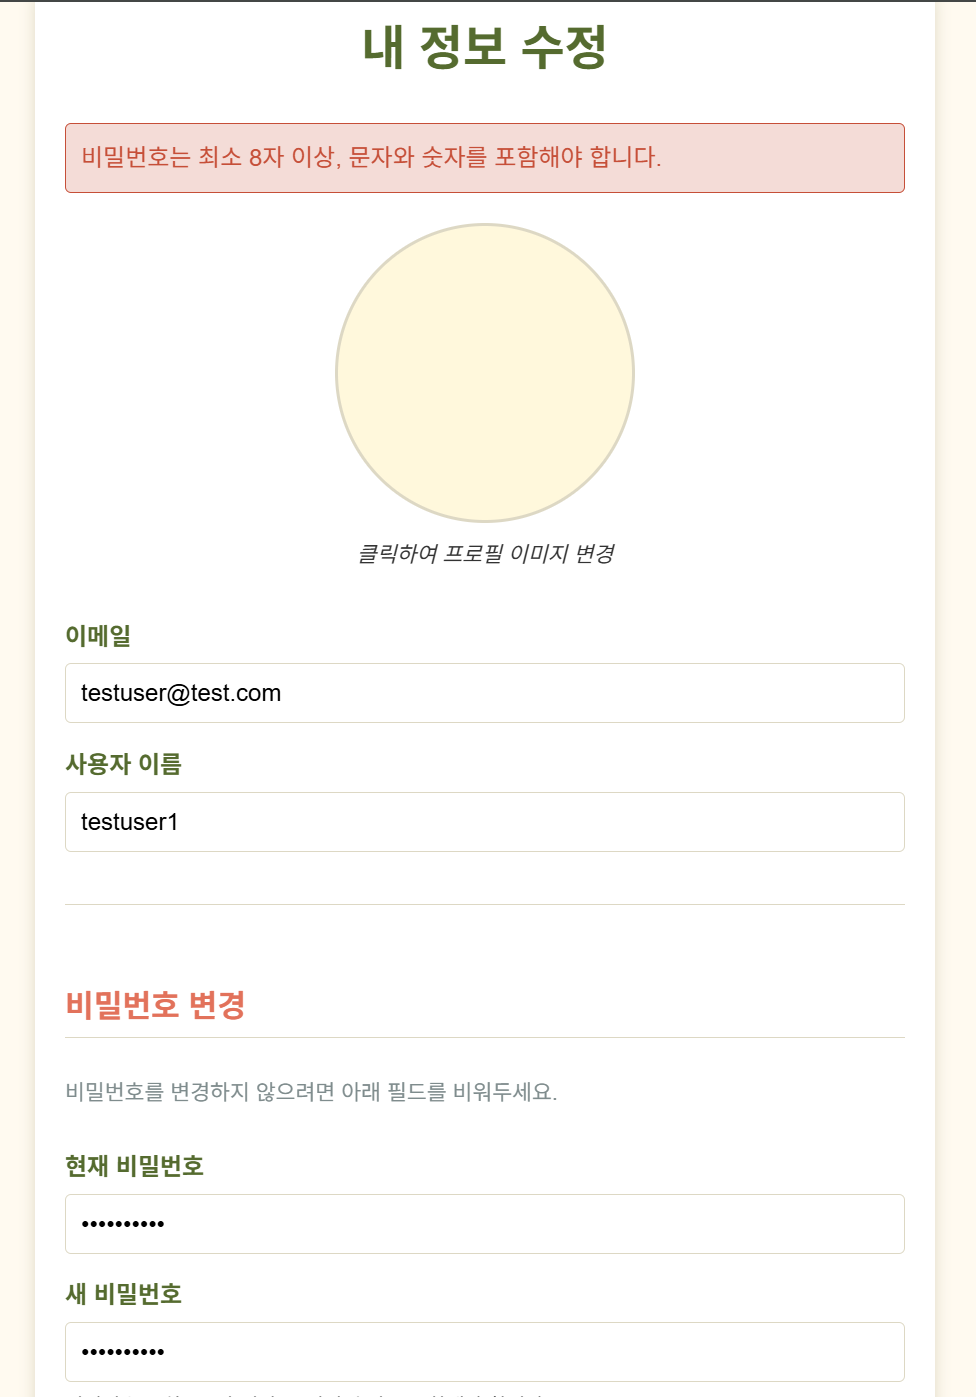 내 정보 수정
비밀번호는 최소 8자 이상, 문자와 숫자를 포함해야 합니다.
클릭하여 프로필 이미지 변경
이메일
testuser@test.com
사용자 이름
testuser1
비밀번호 변경
비밀번호를 변경하지 않으려면 아래 필드를 비워두세요.
현재 비밀번호
••••••••••
새 비밀번호
••••••••••